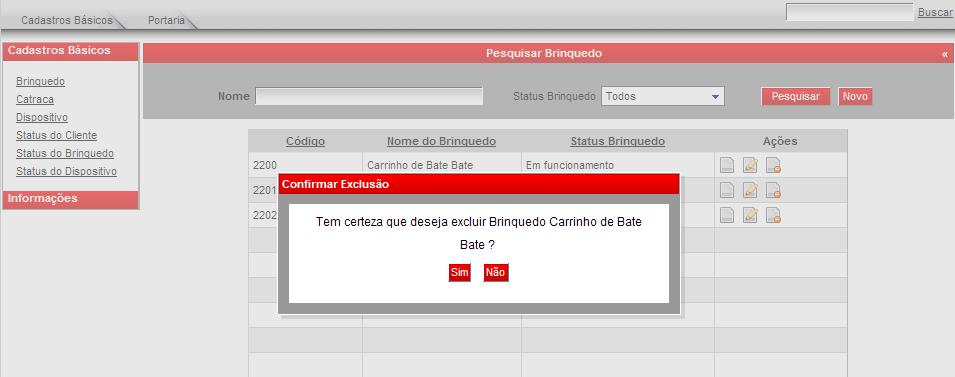 Cadastros Básicos Portaria Buscar
Cadastros Básicos
Pesquisar Brinquedo «
Brinquedo
Catraca
Dispositivo
Status do Cliente
Status do Brinquedo
Status do Dispositivo
Informações
Nome Status Brinquedo Todos Pesquisar Novo
Código Nome do Brinquedo Status Brinquedo Ações
2200 Carrinho de Bate Bate Em funcionamento
2201
2202
Confirmar Exclusão
Tem certeza que deseja excluir Brinquedo Carrinho de Bate
Bate ?
Sim Não